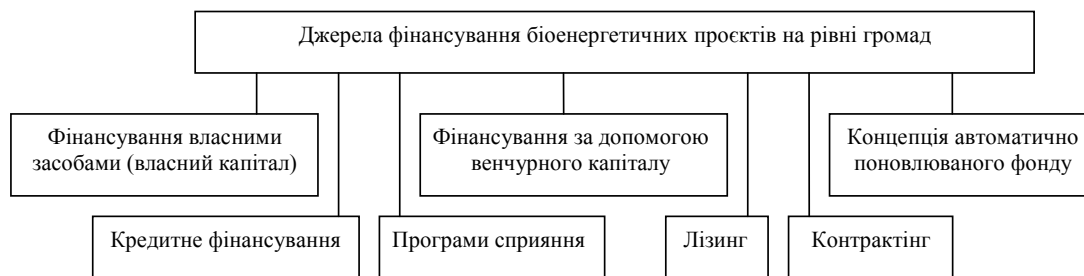 Джерела фінансування біоенергетичних проєктів на рівні громад
Фінансування власними
засобами (власний капітал)
Фінансування за допомогою
венчурного капіталу
Концепція автоматично
поновлюваного фонду
Кредитне фінансування
Програми сприяння
Лізинг
Контрактінг